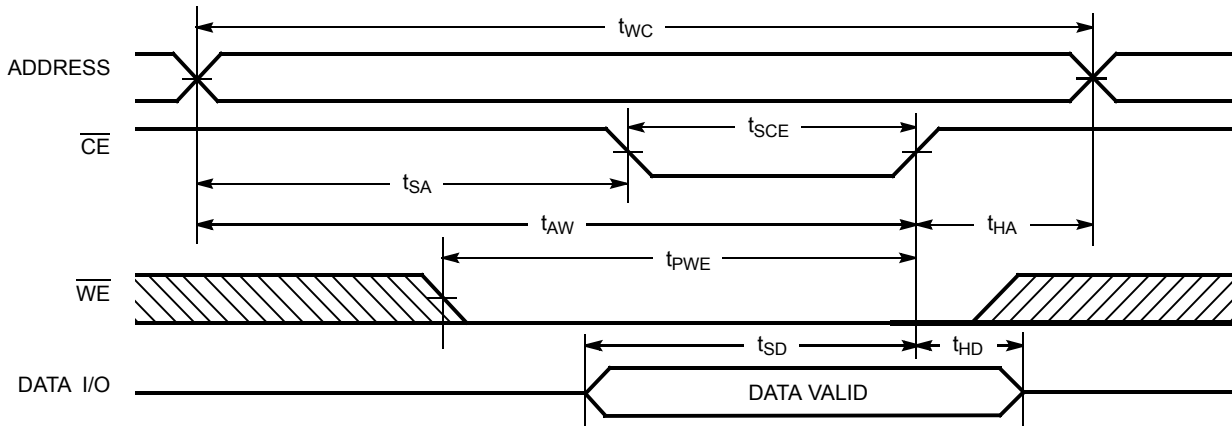 tWC
ADDRESS
CE
tSCE
tSA
tAW
tHA
tPWE
WE
tSD
tHD
DATA I/O
DATA VALID